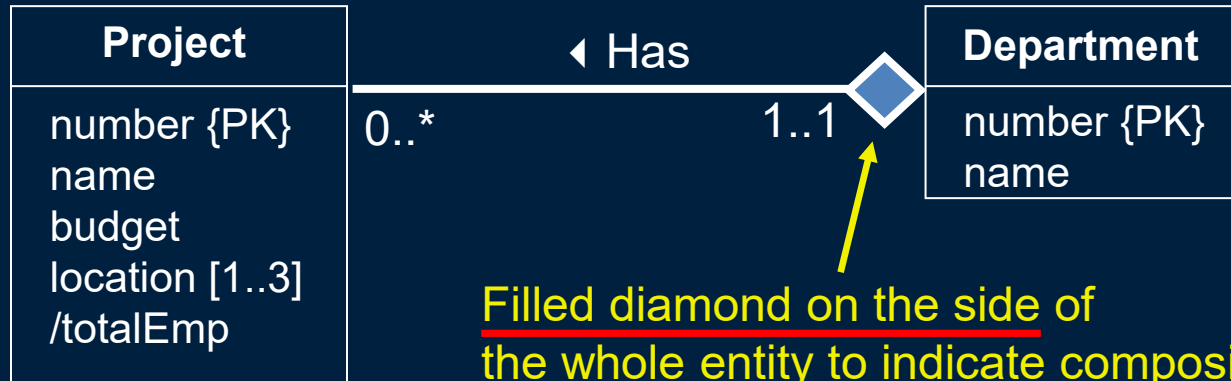 Project
number {PK}
name
budget
location [1..3]
/totalEmp
◀ Has
0..*
1..1
Department
number {PK}
name
Filled diamond on the side of
the whole entity to indicate